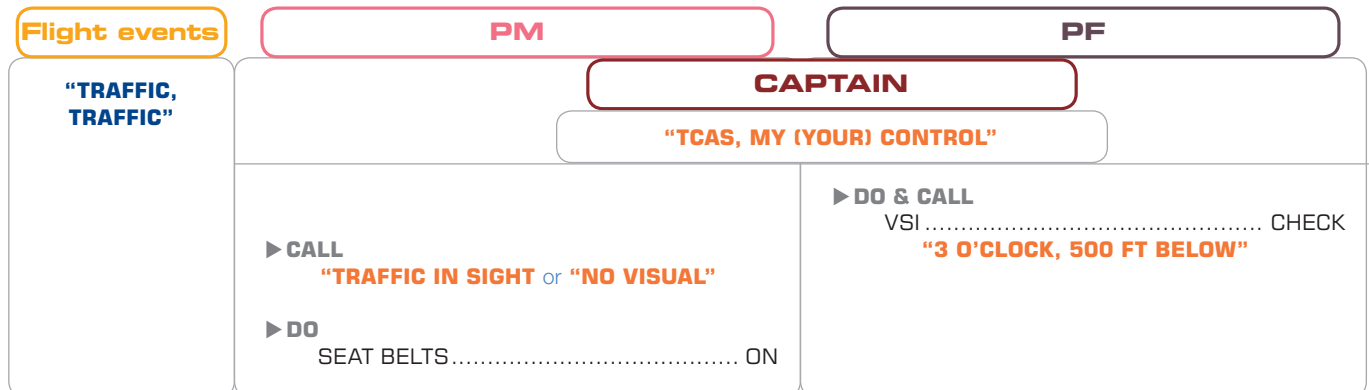 Flight events
PM
PF
“TRAFFIC,
TRAFFIC”
CAPTAIN
“TCAS, MY (YOUR) CONTROL”
▶ DO & CALL
VSI .............................................. CHECK
“3 O’CLOCK, 500 FT BELOW”
▶ CALL
“TRAFFIC IN SIGHT or “NO VISUAL”
▶ DO
SEAT BELTS....................................... ON